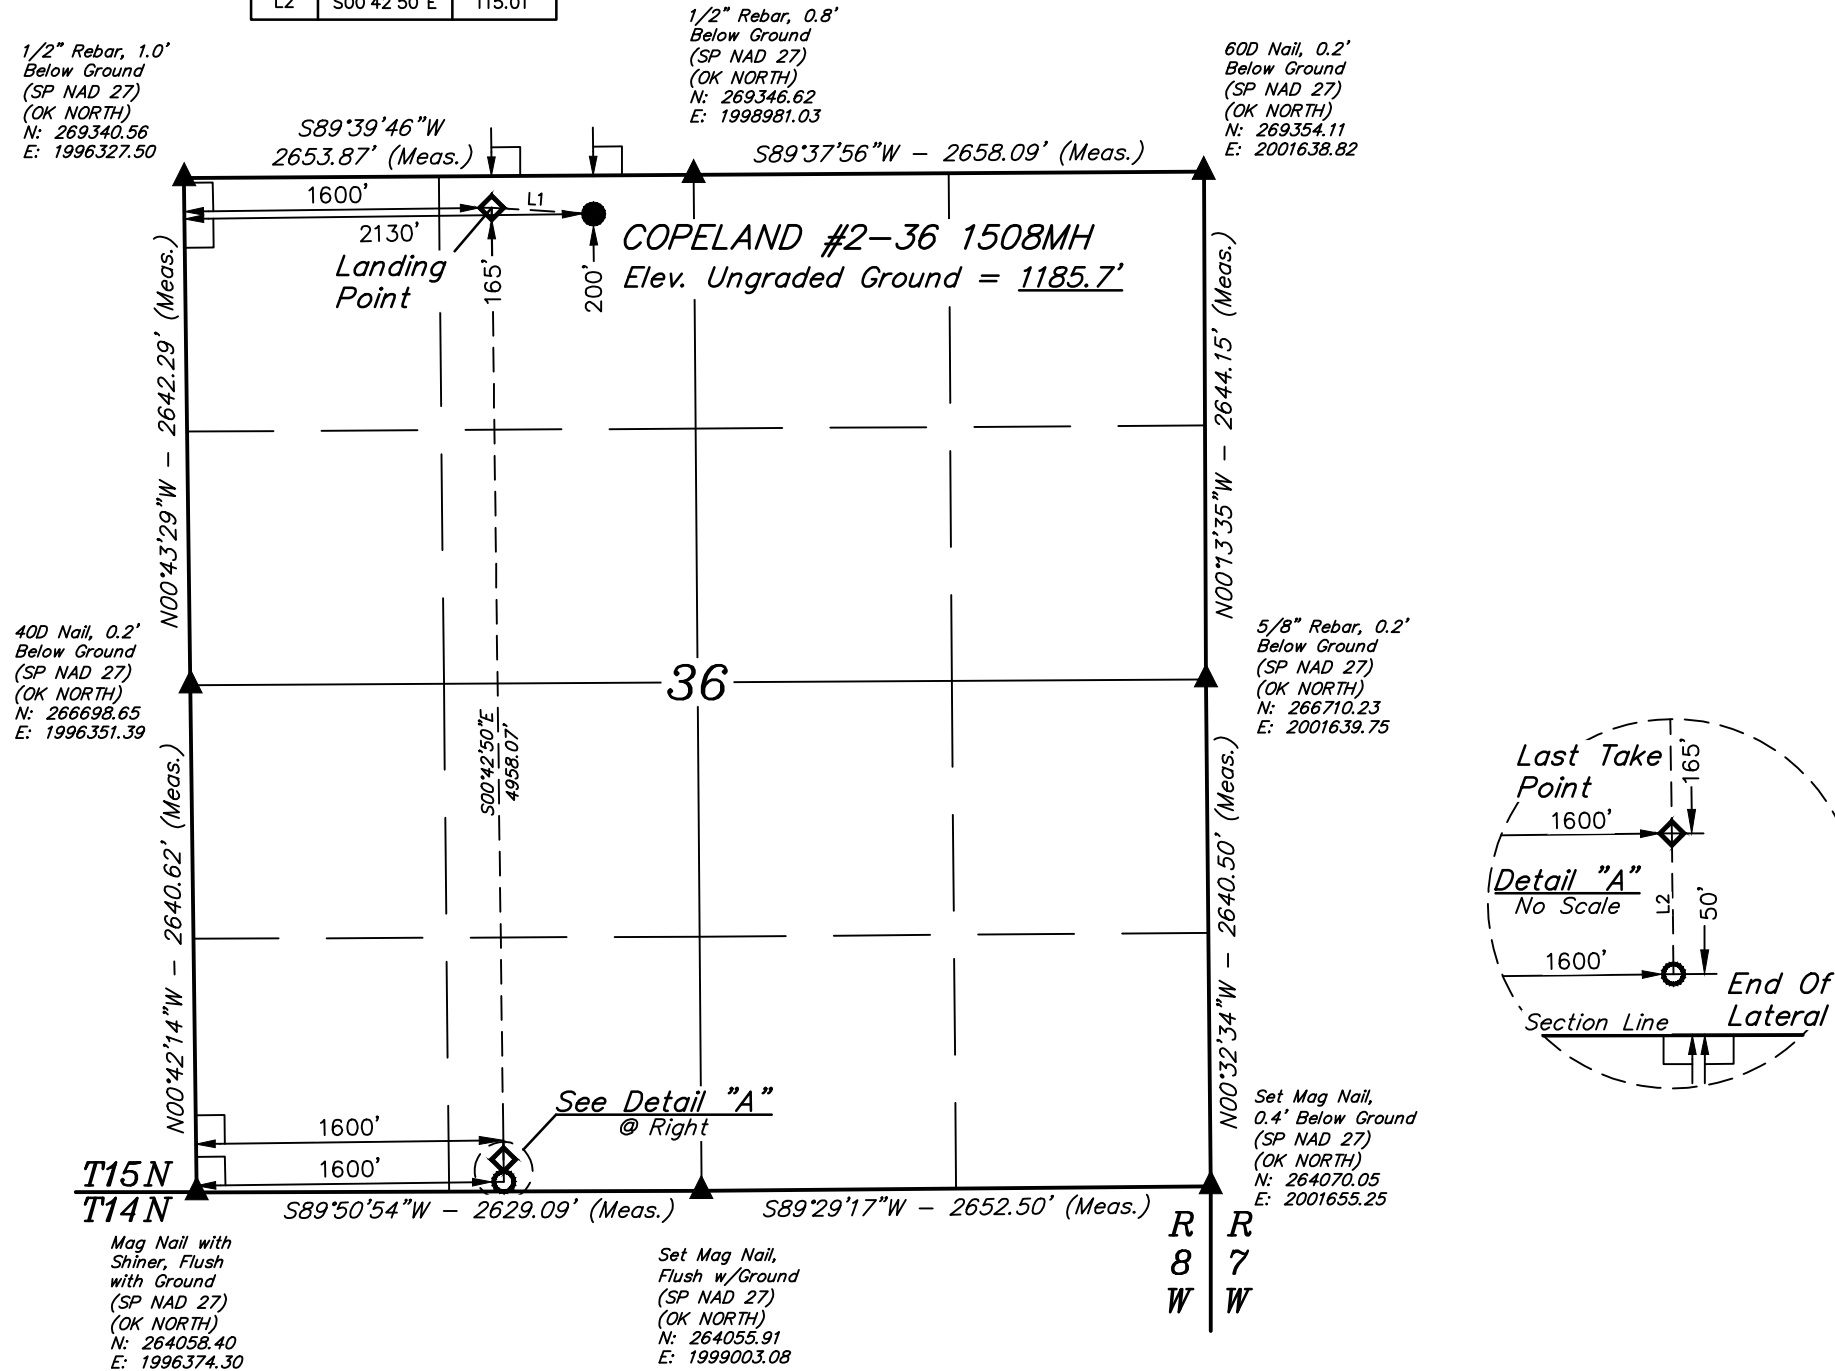 L2 S00°42'50"E 115.01'
1/2" Rebar, 1.0'
Below Ground
(SP NAD 27)
(OK NORTH)
N: 269340.56
E: 1996327.50
1/2" Rebar, 0.8'
Below Ground
(SP NAD 27)
(OK NORTH)
N: 269346.62
E: 1998981.03
60D Nail, 0.2'
Below Ground
(SP NAD 27)
(OK NORTH)
N: 269354.11
E: 2001638.82
S89°39'46"W
2653.87' (Meas.)
S89°37'56"W - 2658.09' (Meas.)
1600'
L1
2130'
Landing
Point
165'
200'
COPELAND #2-36 1508MH
Elev. Ungraded Ground = 1185.7'
N00°43'29"W - 2642.29' (Meas.)
N00°13'35"W - 2644.15' (Meas.)
40D Nail, 0.2'
Below Ground
(SP NAD 27)
(OK NORTH)
N: 266698.65
E: 1996351.39
36
5/8" Rebar, 0.2'
Below Ground
(SP NAD 27)
(OK NORTH)
N: 266710.23
E: 2001639.75
S00°42'50"E
4958.07'
N00°42'14"W - 2640.62' (Meas.)
N00°32'34"W - 2640.50' (Meas.)
Last Take
Point
165'
1600'
Detail "A"
No Scale
L2
50'
1600'
End Of
Lateral
Section Line
See Detail "A"
@ Right
1600'
1600'
T15N
T14N
S89°50'54"W - 2629.09' (Meas.)
S89°29'17"W - 2652.50' (Meas.)
Set Mag Nail,
0.4' Below Ground
(SP NAD 27)
(OK NORTH)
N: 264070.05
E: 2001655.25
R R
8 7
W W
Mag Nail with
Shiner, Flush
with Ground
(SP NAD 27)
(OK NORTH)
N: 264058.40
E: 1996374.30
Set Mag Nail,
Flush w/Ground
(SP NAD 27)
(OK NORTH)
N: 264055.91
E: 1999003.08